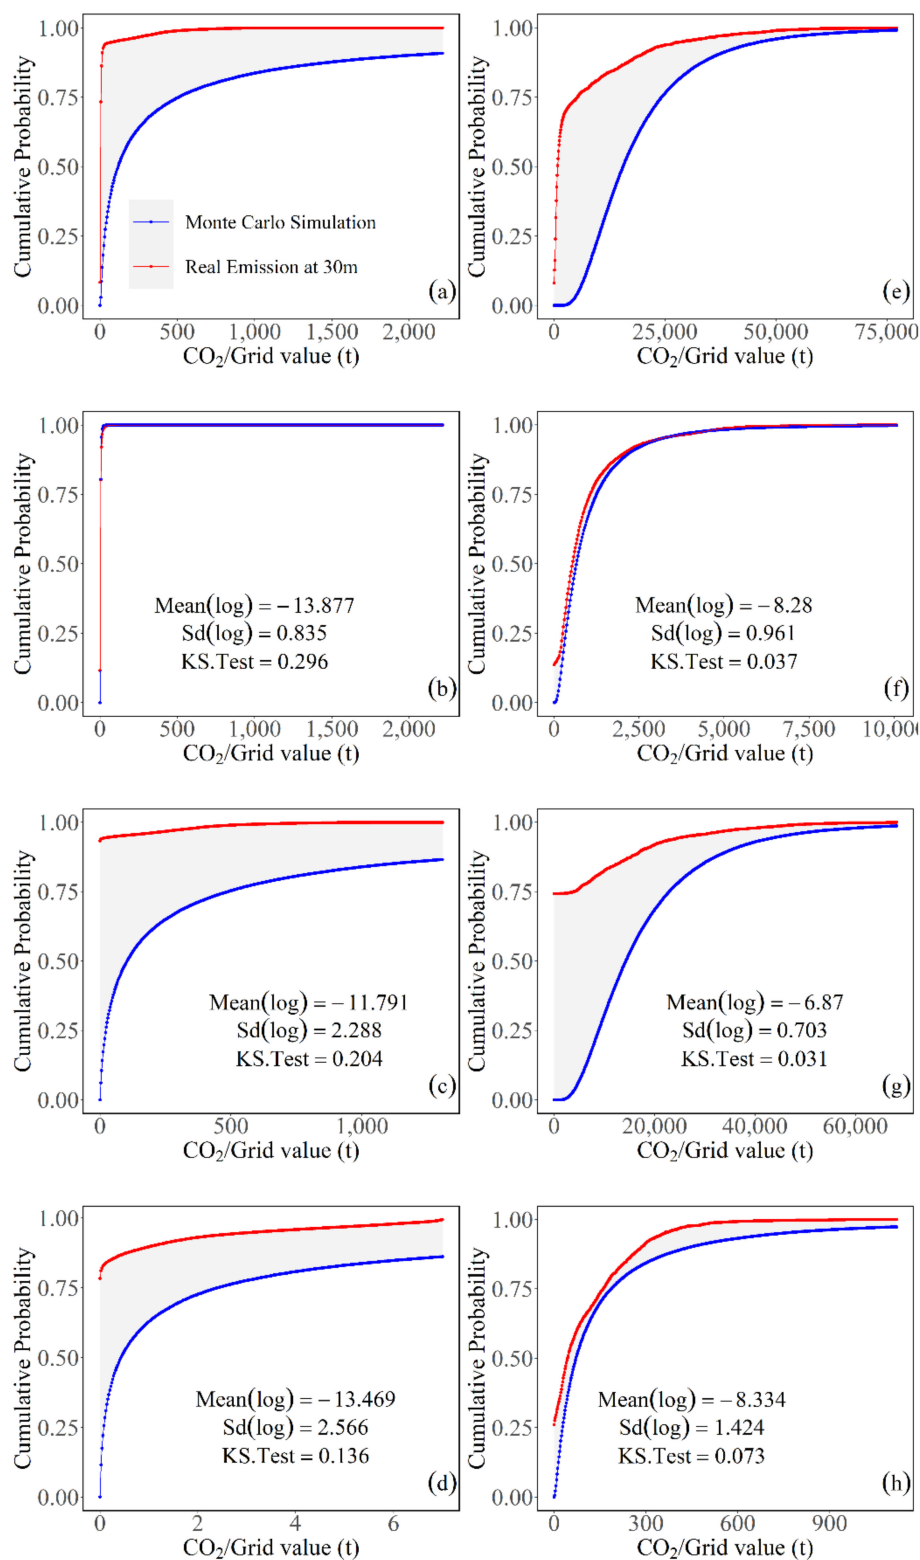 1.00
0.75
0.50
0.25
0.00
Cumulative Probability
Monte Carlo Simulation
Real Emission at 30m
(a)
0 500 1,000 1,500 2,000
CO₂/Grid value (t)
1.00
0.75
0.50
0.25
0.00
Cumulative Probability
(e)
0 25,000 50,000 75,000
CO₂/Grid value (t)
1.00
0.75
0.50
0.25
0.00
Cumulative Probability
Mean(log) = −13.877
Sd(log) = 0.835
KS.Test = 0.296
(b)
0 500 1,000 1,500 2,000
CO₂/Grid value (t)
1.00
0.75
0.50
0.25
0.00
Cumulative Probability
Mean(log) = −8.28
Sd(log) = 0.961
KS.Test = 0.037
(f)
0 2,500 5,000 7,500 10,000
CO₂/Grid value (t)
1.00
0.75
0.50
0.25
0.00
Cumulative Probability
Mean(log) = −11.791
Sd(log) = 2.288
KS.Test = 0.204
(c)
0 500 1,000
CO₂/Grid value (t)
1.00
0.75
0.50
0.25
0.00
Cumulative Probability
Mean(log) = −6.87
Sd(log) = 0.703
KS.Test = 0.031
(g)
0 20,000 40,000 60,000
CO₂/Grid value (t)
1.00
0.75
0.50
0.25
0.00
Cumulative Probability
Mean(log) = −13.469
Sd(log) = 2.566
KS.Test = 0.136
(d)
0 2 4 6
CO₂/Grid value (t)
1.00
0.75
0.50
0.25
0.00
Cumulative Probability
Mean(log) = −8.334
Sd(log) = 1.424
KS.Test = 0.073
(h)
0 300 600 900
CO₂/Grid value (t)